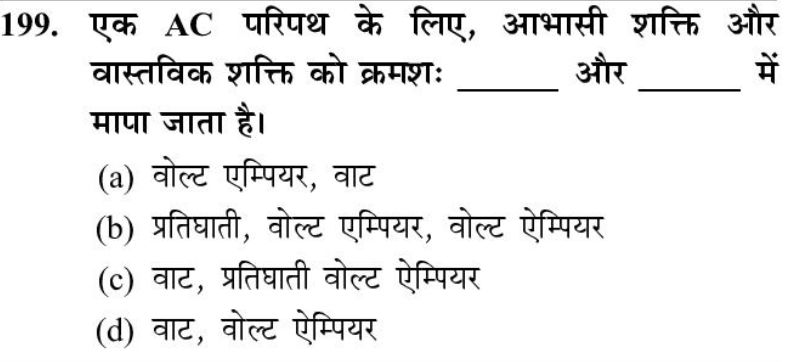 199. एक AC परिपथ के लिए, आभासी शक्ति और
वास्तविक शक्ति को क्रमशः ______ और ______ में
मापा जाता है।
(a) वोल्ट एम्पियर, वाट
(b) प्रतिघाती, वोल्ट एम्पियर, वोल्ट ऐम्पियर
(c) वाट, प्रतिघाती वोल्ट ऐम्पियर
(d) वाट, वोल्ट ऐम्पियर